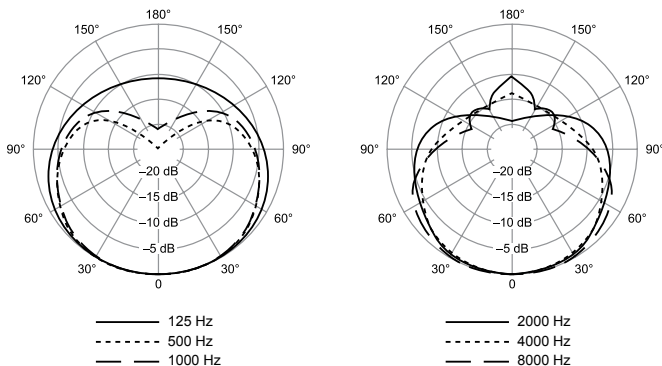 180°
150° 150°
120° 120°
90° 90°
60° 60°
30° 30°
0
–20 dB
–15 dB
–10 dB
–5 dB
125 Hz
500 Hz
1000 Hz
180°
150° 150°
120° 120°
90° 90°
60° 60°
30° 30°
0
–20 dB
–15 dB
–10 dB
–5 dB
2000 Hz
4000 Hz
8000 Hz